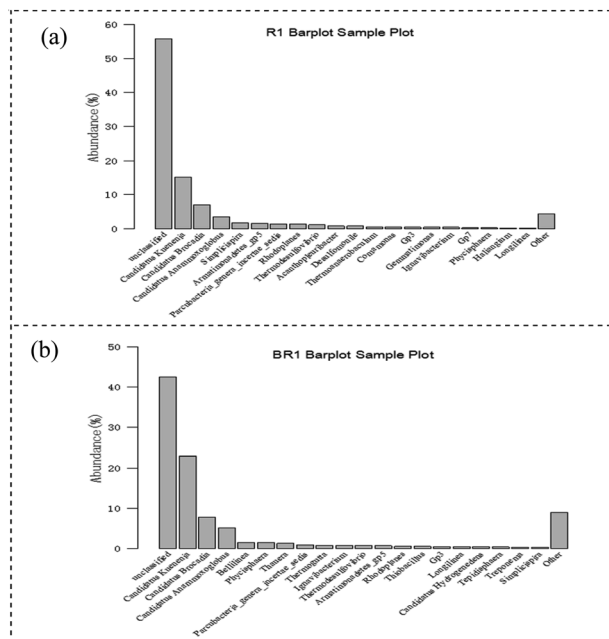 (a)
R1 Barplot Sample Plot
Abundance(%)
60
50
40
30
20
10
0
unclassified
Candidatus Kuenenia
Candidatus Brocadia
Candidatus Anammoxoglobus
Simplicispira
Armatimonadetes_gp5
Parcubacteria_genera_incertae_sedis
Rhodoplanes
Thermodesulfovibrio
Acanthopleuribacter
Desulfomonile
Thermoanaerobaculum
Comamonas
Gp3
Gemmatimonas
Ignavibacterium
Gp7
Phycisphaera
Haliangium
Longilinea
Other
(b)
BR1 Barplot Sample Plot
Abundance(%)
50
40
30
20
10
0
unclassified
Candidatus Kuenenia
Candidatus Brocadia
Candidatus Anammoxoglobus
Bellilinea
Phycisphaera
Thauera
Parcubacteria_genera_incertae_sedis
Thermogutta
Ignavibacterium
Thermodesulfovibrio
Armatimonadetes_gp5
Rhodoplanes
Thiobacillus
Gp3
Longilinea
Candidatus Hydrogenedens
Tepidisphaera
Treponema
Simplicispira
Other